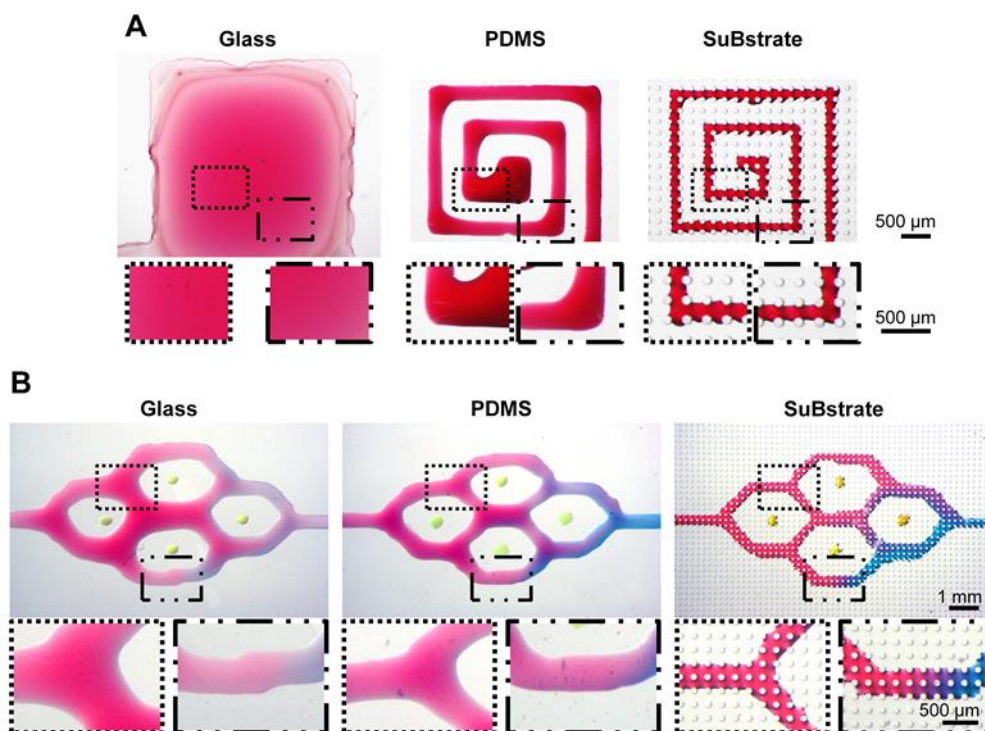 A
Glass PDMS SuBstrate
500 µm
500 µm
B
Glass PDMS SuBstrate
1 mm
500 µm